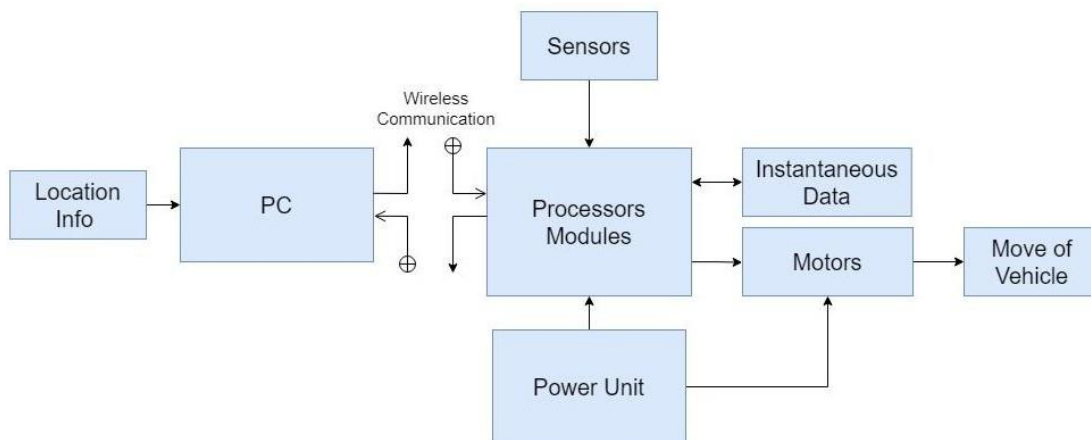 Sensors
Wireless
Communication
Location
Info
PC
Processors
Modules
Instantaneous
Data
Motors
Move of
Vehicle
Power Unit